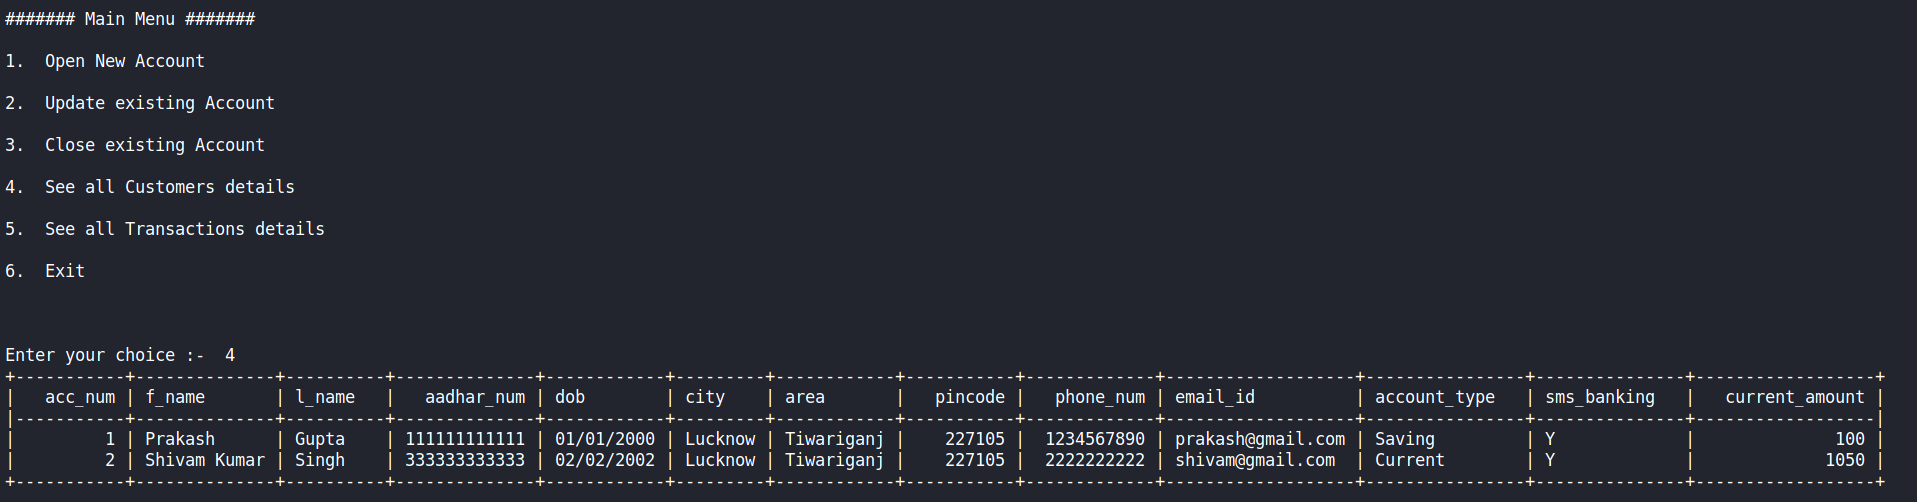 ####### Main Menu #######
1.  Open New Account
2.  Update existing Account
3.  Close existing Account
4.  See all Customers details
5.  See all Transactions details
6.  Exit
Enter your choice :-  4
+-----------+--------------+----------+--------------+------------+---------+------------+-----------+-------------+-------------------+----------------+---------------+------------------+
|   acc_num | f_name       | l_name   |   aadhar_num | dob        | city    | area       |   pincode |   phone_num | email_id          | account_type   | sms_banking   |   current_amount |
|-----------+--------------+----------+--------------+------------+---------+------------+-----------+-------------+-------------------+----------------+---------------+------------------|
|         1 | Prakash      | Gupta    | 111111111111 | 01/01/2000 | Lucknow | Tiwariganj |    227105 |  1234567890 | prakash@gmail.com | Saving         | Y             |              100 |
|         2 | Shivam Kumar | Singh    | 333333333333 | 02/02/2002 | Lucknow | Tiwariganj |    227105 |  2222222222 | shivam@gmail.com  | Current        | Y             |             1050 |
+-----------+--------------+----------+--------------+------------+---------+------------+-----------+-------------+-------------------+----------------+---------------+------------------+